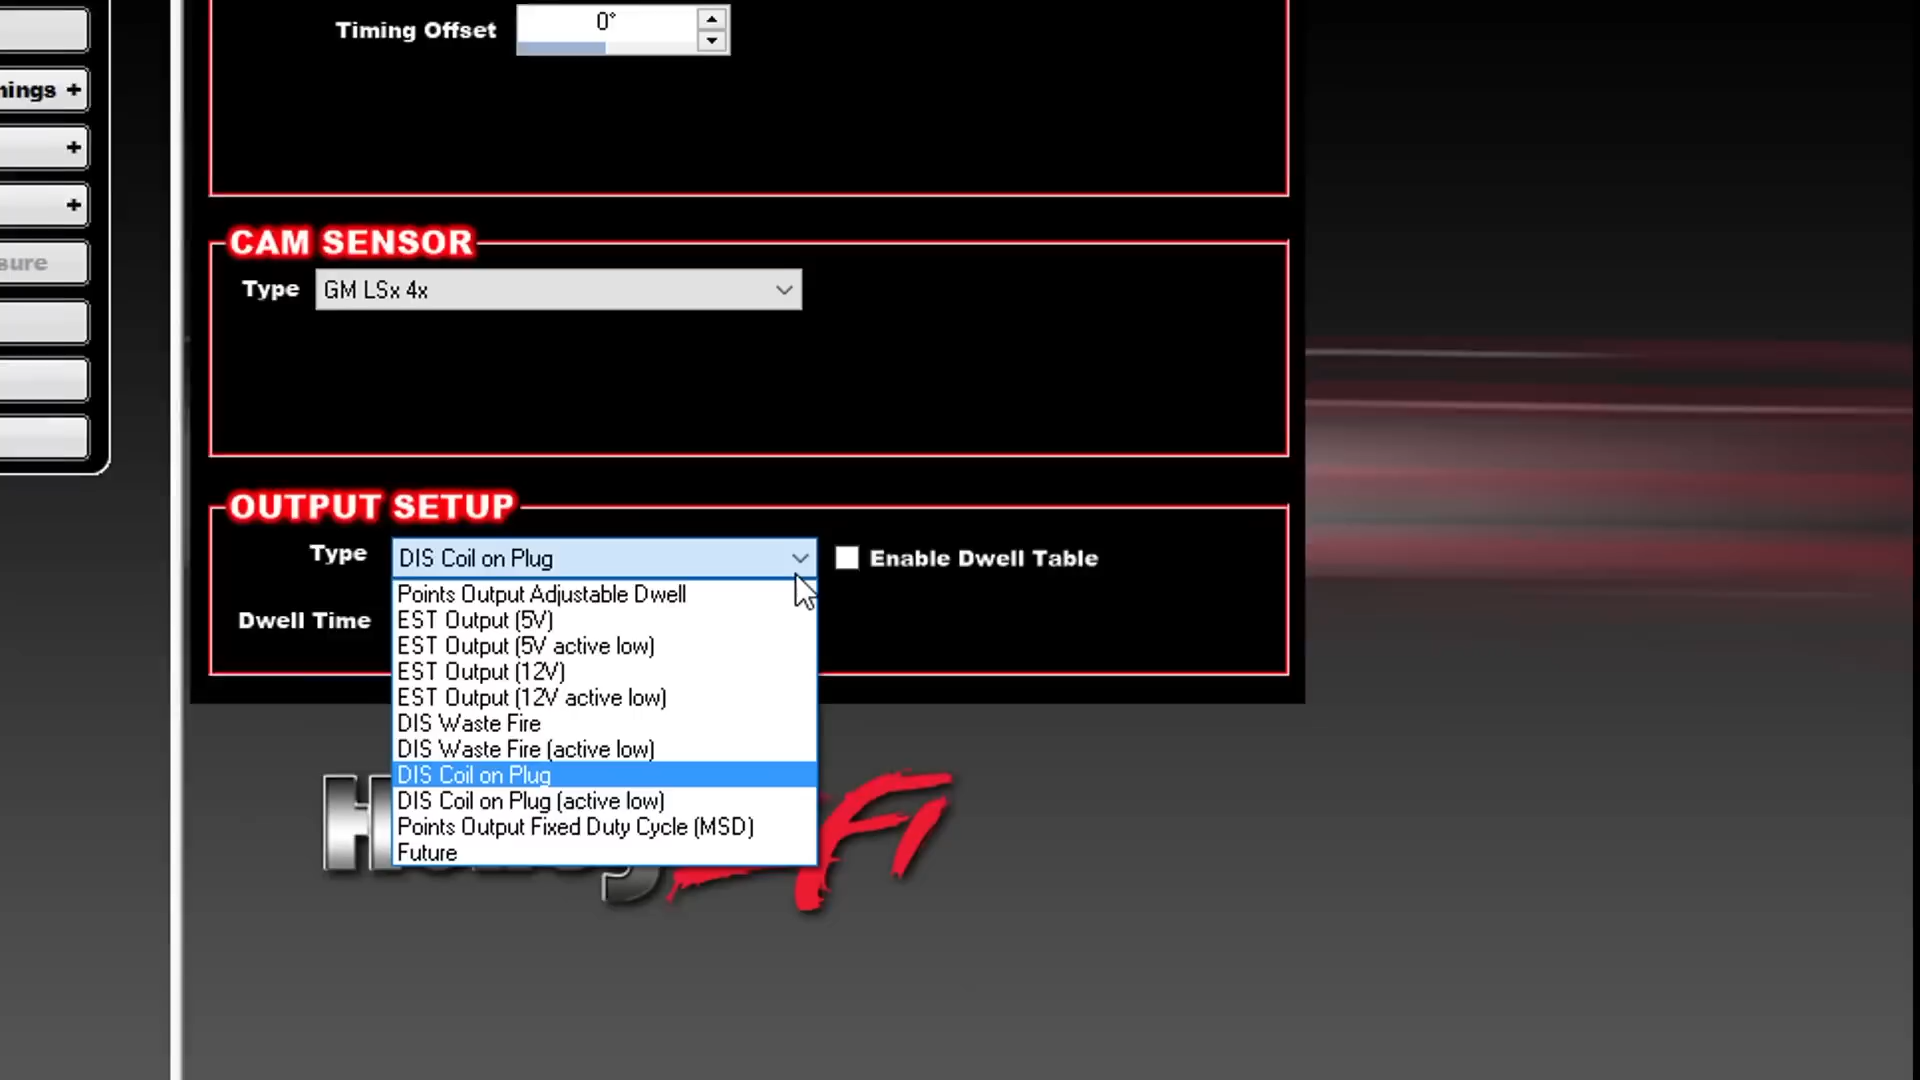 Timing Offset 0°
nings +
+
+
sure
CAM SENSOR
Type GM LSx 4x
OUTPUT SETUP
Type DIS Coil on Plug Enable Dwell Table
Points Output Adjustable Dwell
Dwell Time
EST Output (5V)
EST Output (5V active low)
EST Output (12V)
EST Output (12V active low)
DIS Waste Fire
DIS Waste Fire (active low)
DIS Coil on Plug
DIS Coil on Plug (active low)
Points Output Fixed Duty Cycle (MSD)
Future